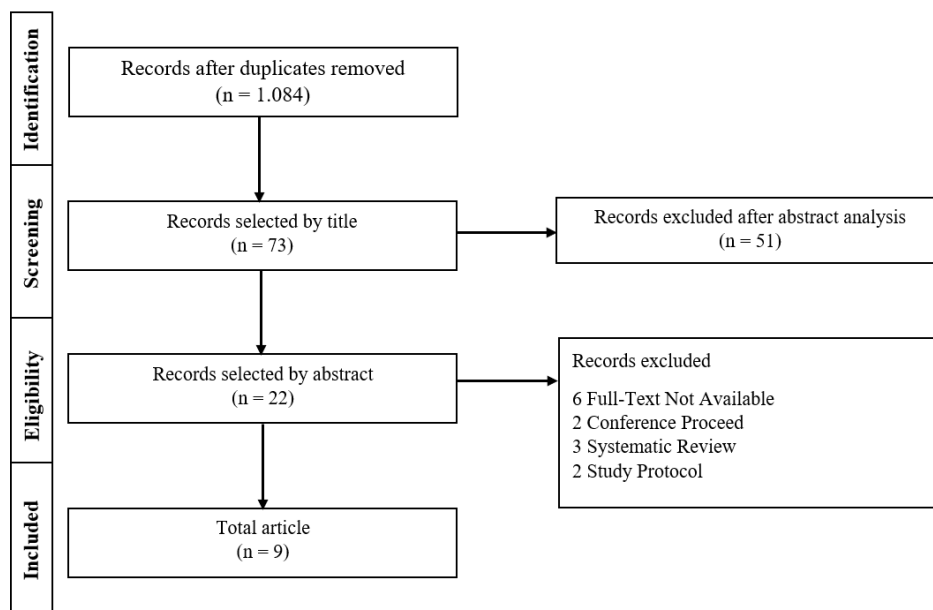 Identification
Records after duplicates removed
(n = 1.084)
Screening
Records selected by title
(n = 73)
Records excluded after abstract analysis
(n = 51)
Eligibility
Records selected by abstract
(n = 22)
Records excluded
6 Full-Text Not Available
2 Conference Proceed
3 Systematic Review
2 Study Protocol
Included
Total article
(n = 9)